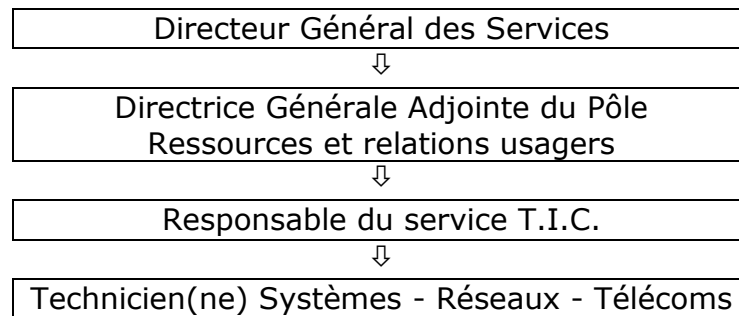 Directeur Général des Services
⇩
Directrice Générale Adjointe du Pôle
Ressources et relations usagers
⇩
Responsable du service T.I.C.
⇩
Technicien(ne) Systèmes - Réseaux - Télécoms